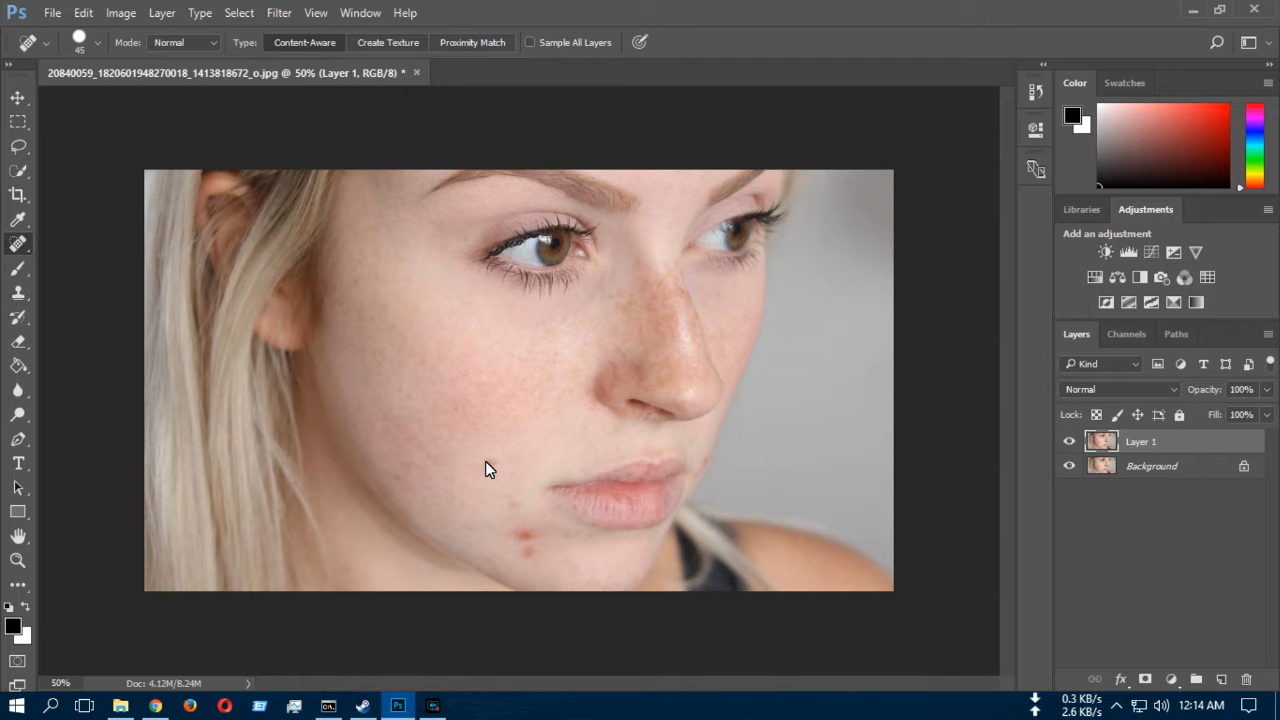 Ps File Edit Image Layer Type Select Filter View Window Help
45 Mode: Normal Type: Content-Aware Create Texture Proximity Match Sample All Layers
20840059_1820601948270018_1413818672_o.jpg @ 50% (Layer 1, RGB/8) *
Color Swatches
Libraries Adjustments
Add an adjustment
Layers Channels Paths
Kind
Normal Opacity: 100%
Lock: Fill: 100%
Layer 1
Background
50% Doc: 4.12M/8.24M
0.3 KB/s
2.6 KB/s
12:14 AM